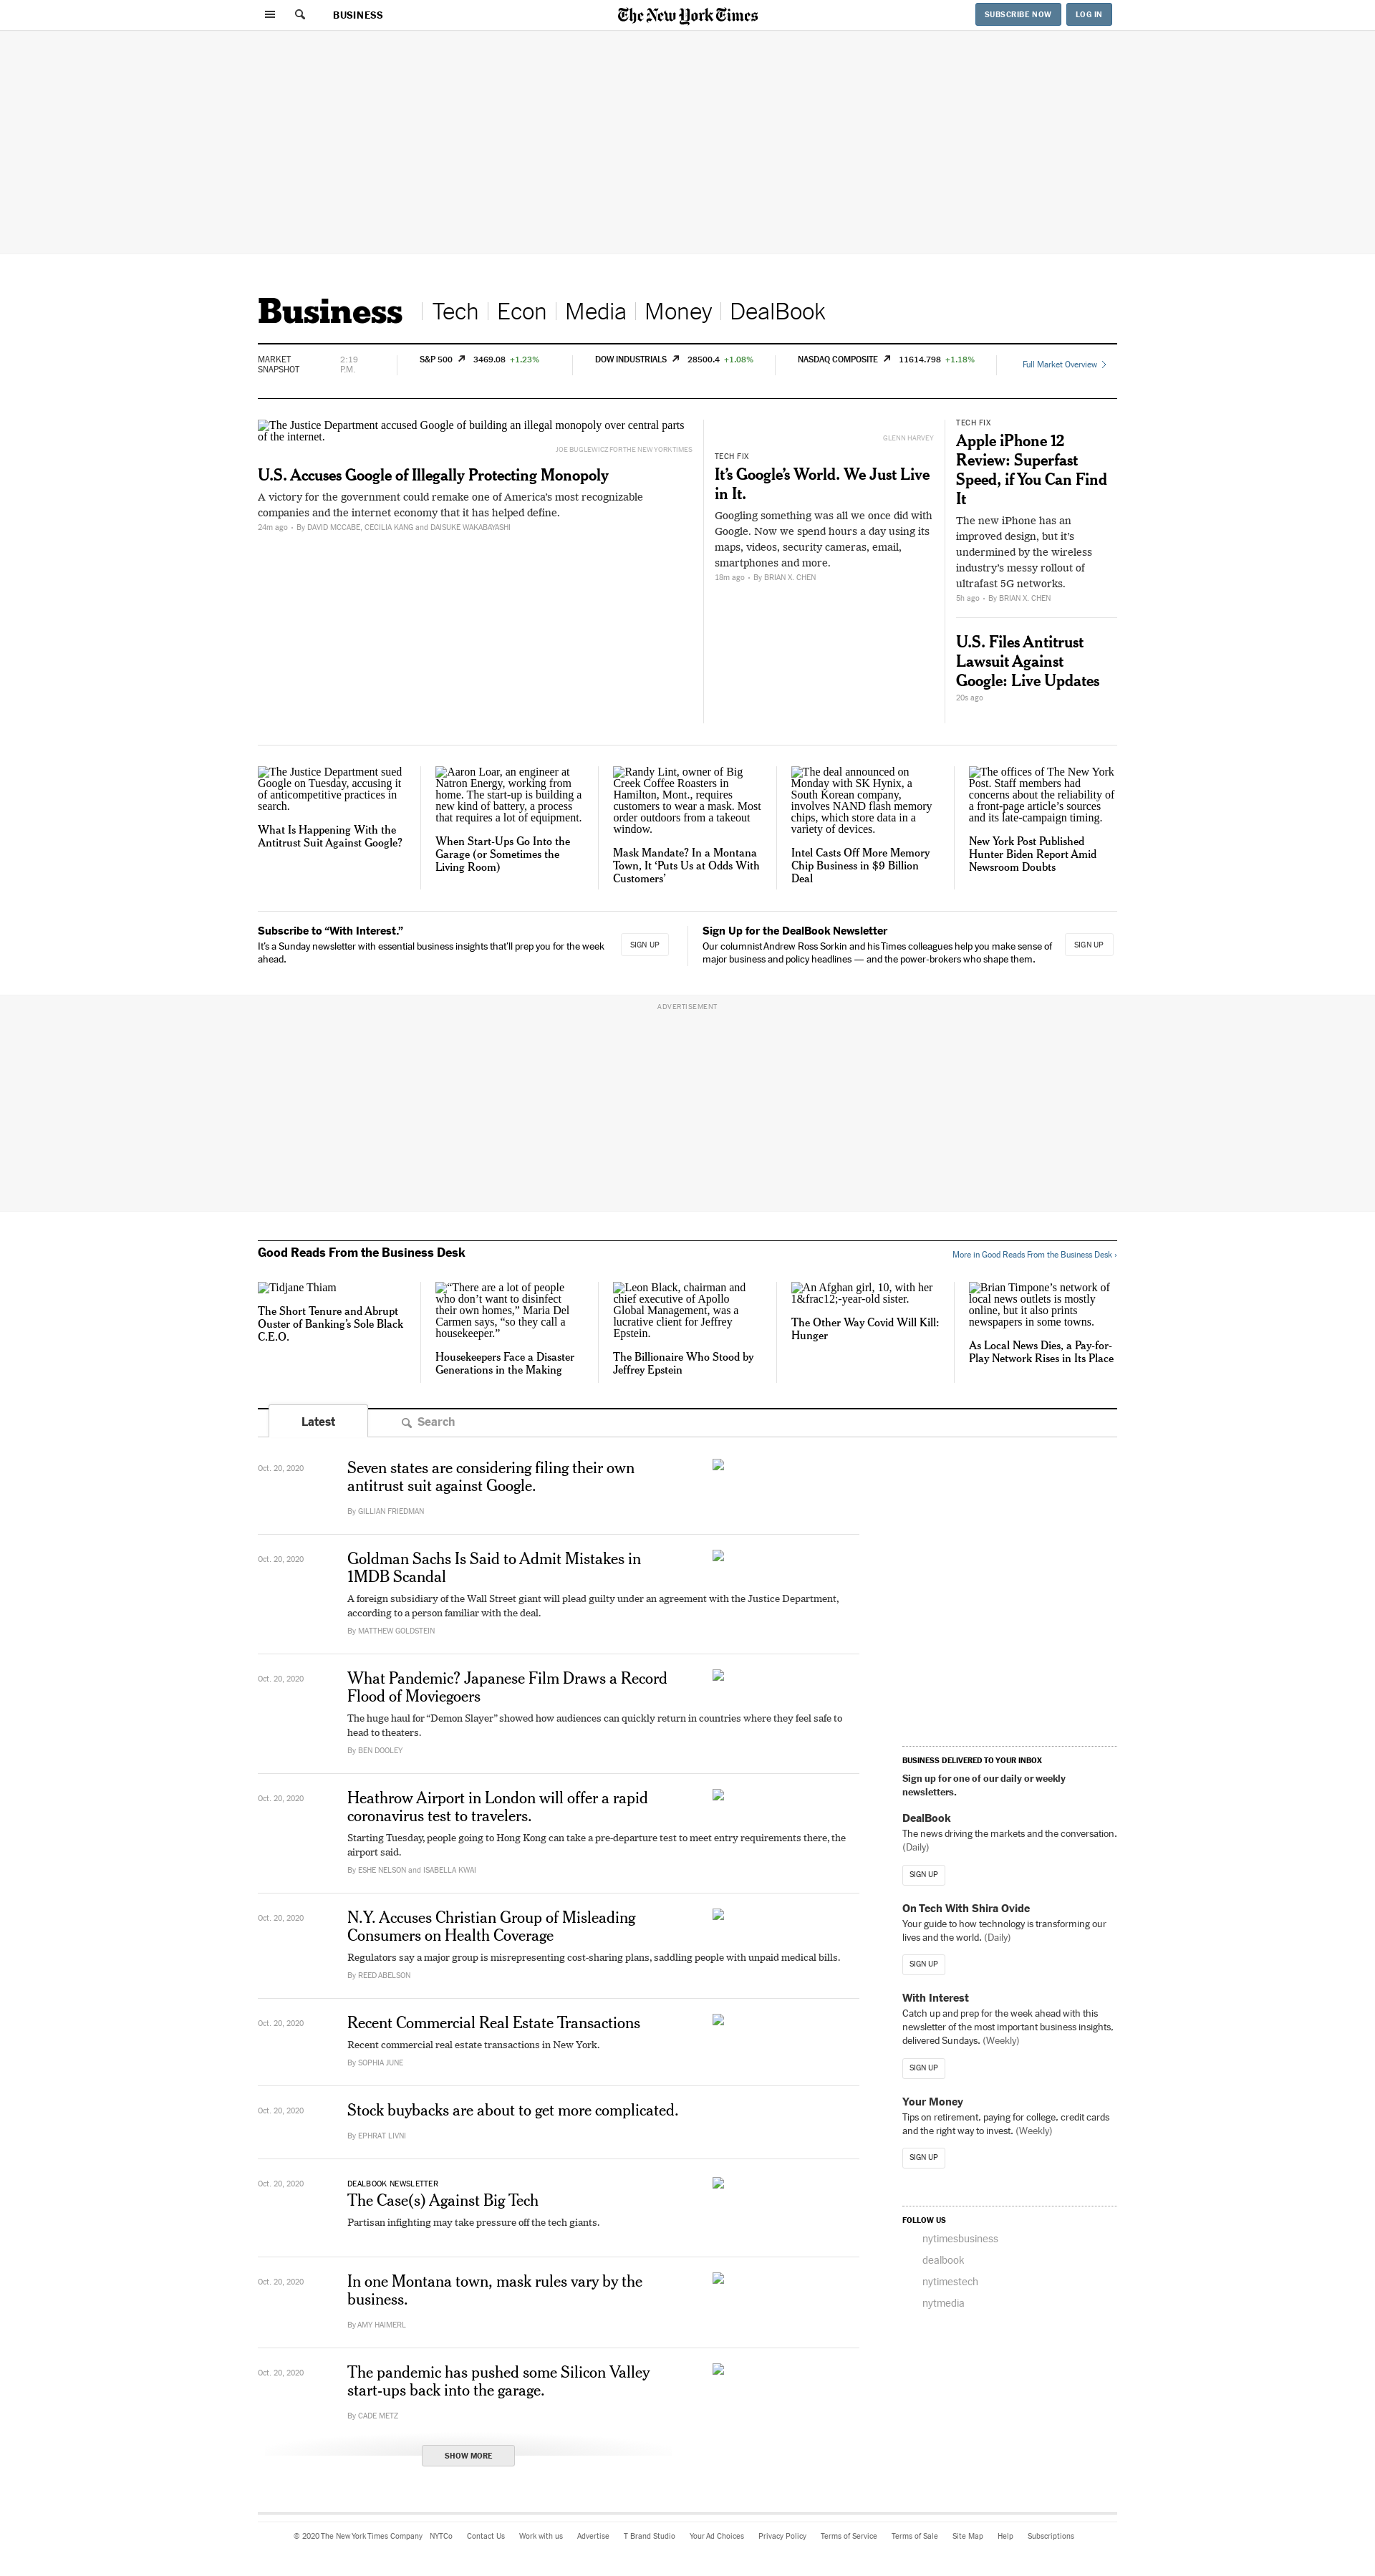 BUSINESS
The New York Times
SUBSCRIBE NOW
LOG IN
Business
Tech
Econ
Media
Money
DealBook
MARKET
SNAPSHOT
2:19
P.M.
S&P 500 3469.08 +1.23%
DOW INDUSTRIALS 28500.4 +1.08%
NASDAQ COMPOSITE 11614.798 +1.18%
Full Market Overview
The Justice Department accused Google of building an illegal monopoly over central parts
of the internet.
JOE BUGLEWICZ FOR THE NEW YORK TIMES
U.S. Accuses Google of Illegally Protecting Monopoly
A victory for the government could remake one of America's most recognizable
companies and the internet economy that it has helped define.
24m ago - By DAVID MCCABE, CECILIA KANG and DAISUKE WAKABAYASHI
GLENN HARVEY
TECH FIX
It's Google's World. We Just Live
in It.
Googling something was all we once did with
Google. Now we spend hours a day using its
maps, videos, security cameras, email,
smartphones and more.
18m ago - By BRIAN X. CHEN
TECH FIX
Apple iPhone 12
Review: Superfast
Speed, if You Can Find
It
The new iPhone has an
improved design, but it's
undermined by the wireless
industry's messy rollout of
ultrafast 5G networks.
5h ago - By BRIAN X. CHEN
U.S. Files Antitrust
Lawsuit Against
Google: Live Updates
20s ago
The Justice Department sued
Google on Tuesday, accusing it
of anticompetitive practices in
search.
What Is Happening With the
Antitrust Suit Against Google?
Aaron Loar, an engineer at
Natron Energy, working from
home. The start-up is building a
new kind of battery, a process
that requires a lot of equipment.
When Start-Ups Go Into the
Garage (or Sometimes the
Living Room)
Randy Lint, owner of Big
Creek Coffee Roasters in
Hamilton, Mont., requires
customers to wear a mask. Most
order outdoors from a takeout
window.
Mask Mandate? In a Montana
Town, It ‘Puts Us at Odds With
Customers’
The deal announced on
Monday with SK Hynix, a
South Korean company,
involves NAND flash memory
chips, which store data in a
variety of devices.
Intel Casts Off More Memory
Chip Business in $9 Billion
Deal
The offices of The New York
Post. Staff members had
concerns about the reliability of
a front-page article’s sources
and its late-campaign timing.
New York Post Published
Hunter Biden Report Amid
Newsroom Doubts
Subscribe to “With Interest.”
It’s a Sunday newsletter with essential business insights that’ll prep you for the week
ahead.
SIGN UP
Sign Up for the DealBook Newsletter
Our columnist Andrew Ross Sorkin and his Times colleagues help you make sense of
major business and policy headlines — and the power-brokers who shape them.
SIGN UP
ADVERTISEMENT
Good Reads From the Business Desk
More in Good Reads From the Business Desk ›
Tidjane Thiam
The Short Tenure and Abrupt
Ouster of Banking’s Sole Black
C.E.O.
“There are a lot of people
who don’t want to disinfect
their own homes,” Maria Del
Carmen says, “so they call a
housekeeper.”
Housekeepers Face a Disaster
Generations in the Making
Leon Black, chairman and
chief executive of Apollo
Global Management, was a
lucrative client for Jeffrey
Epstein.
The Billionaire Who Stood by
Jeffrey Epstein
An Afghan girl, 10, with her
1&frac12;-year-old sister.
The Other Way Covid Will Kill:
Hunger
Brian Timpone’s network of
local news outlets is mostly
online, but it also prints
newspapers in some towns.
As Local News Dies, a Pay-for-
Play Network Rises in Its Place
Latest
Search
Oct. 20, 2020
Seven states are considering filing their own
antitrust suit against Google.
By GILLIAN FRIEDMAN
Oct. 20, 2020
Goldman Sachs Is Said to Admit Mistakes in
1MDB Scandal
A foreign subsidiary of the Wall Street giant will plead guilty under an agreement with the Justice Department,
according to a person familiar with the deal.
By MATTHEW GOLDSTEIN
Oct. 20, 2020
What Pandemic? Japanese Film Draws a Record
Flood of Moviegoers
The huge haul for “Demon Slayer” showed how audiences can quickly return in countries where they feel safe to
head to theaters.
By BEN DOOLEY
Oct. 20, 2020
Heathrow Airport in London will offer a rapid
coronavirus test to travelers.
Starting Tuesday, people going to Hong Kong can take a pre-departure test to meet entry requirements there, the
airport said.
By ESHE NELSON and ISABELLA KWAI
Oct. 20, 2020
N.Y. Accuses Christian Group of Misleading
Consumers on Health Coverage
Regulators say a major group is misrepresenting cost-sharing plans, saddling people with unpaid medical bills.
By REED ABELSON
Oct. 20, 2020
Recent Commercial Real Estate Transactions
Recent commercial real estate transactions in New York.
By SOPHIA JUNE
Oct. 20, 2020
Stock buybacks are about to get more complicated.
By EPHRAT LIVNI
Oct. 20, 2020
DEALBOOK NEWSLETTER
The Case(s) Against Big Tech
Partisan infighting may take pressure off the tech giants.
Oct. 20, 2020
In one Montana town, mask rules vary by the
business.
By AMY HAIMERL
Oct. 20, 2020
The pandemic has pushed some Silicon Valley
start-ups back into the garage.
By CADE METZ
SHOW MORE
BUSINESS DELIVERED TO YOUR INBOX
Sign up for one of our daily or weekly
newsletters.
DealBook
The news driving the markets and the conversation.
(Daily)
SIGN UP
On Tech With Shira Ovide
Your guide to how technology is transforming our
lives and the world. (Daily)
SIGN UP
With Interest
Catch up and prep for the week ahead with this
newsletter of the most important business insights,
delivered Sundays. (Weekly)
SIGN UP
Your Money
Tips on retirement, paying for college, credit cards
and the right way to invest. (Weekly)
SIGN UP
FOLLOW US
nytimesbusiness
dealbook
nytimestech
nytmedia
© 2020 The New York Times Company NYTCo Contact Us Work with us Advertise T Brand Studio Your Ad Choices Privacy Policy Terms of Service Terms of Sale Site Map Help Subscriptions